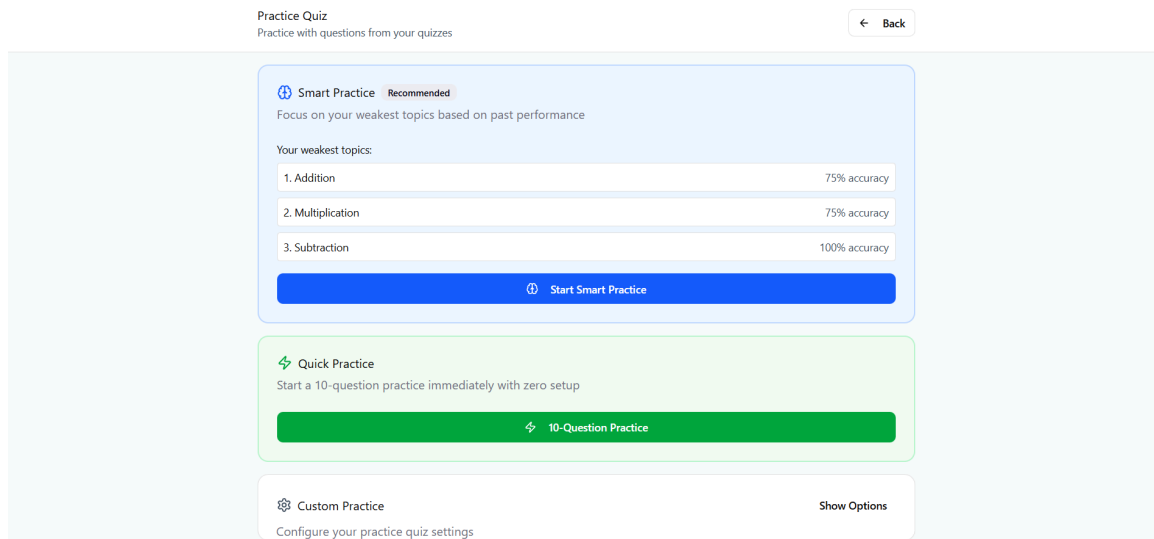 Practice Quiz
Back
Practice with questions from your quizzes
Smart Practice Recommended
Focus on your weakest topics based on past performance
Your weakest topics:
1. Addition 75% accuracy
2. Multiplication 75% accuracy
3. Subtraction 100% accuracy
Start Smart Practice
Quick Practice
Start a 10-question practice immediately with zero setup
10-Question Practice
Custom Practice Show Options
Configure your practice quiz settings